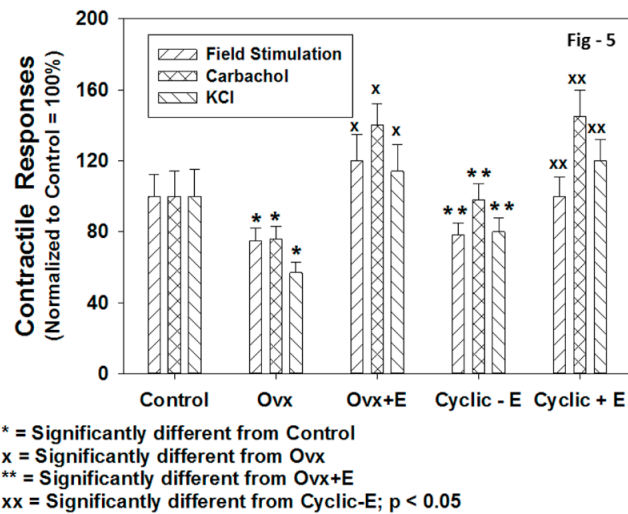 Fig - 5
Contractile Responses
(Normalized to Control = 100%)
200
160
120
80
40
0
Field Stimulation
Carbachol
KCl
* * *
x x x
** ** **
xx xx xx
Control Ovx Ovx+E Cyclic - E Cyclic + E
* = Significantly different from Control
x = Significantly different from Ovx
** = Significantly different from Ovx+E
xx = Significantly different from Cyclic-E; p < 0.05